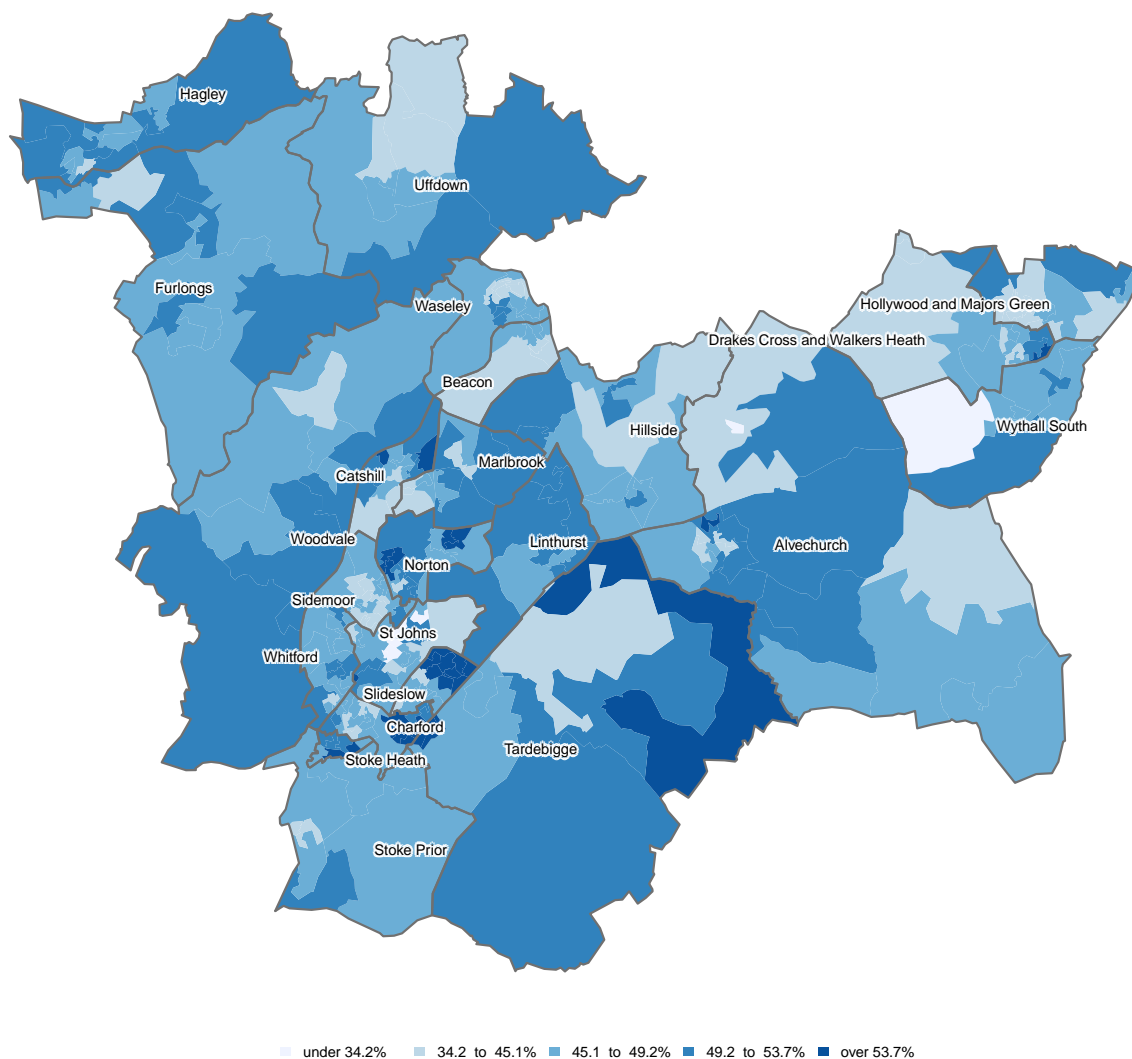 Hagley
Uffdown
Furlongs
Waseley
Hollywood and Majors Green
Drakes Cross and Walkers Heath
Beacon
Hillside
Wythall South
Marlbrook
Catshill
Woodvale
Linthurst
Alvechurch
Norton
Sidemoor
St Johns
Whitford
Slideslow
Charford
Tardebigge
Stoke Heath
Stoke Prior
under 34.2% 34.2 to 45.1% 45.1 to 49.2% 49.2 to 53.7% over 53.7%